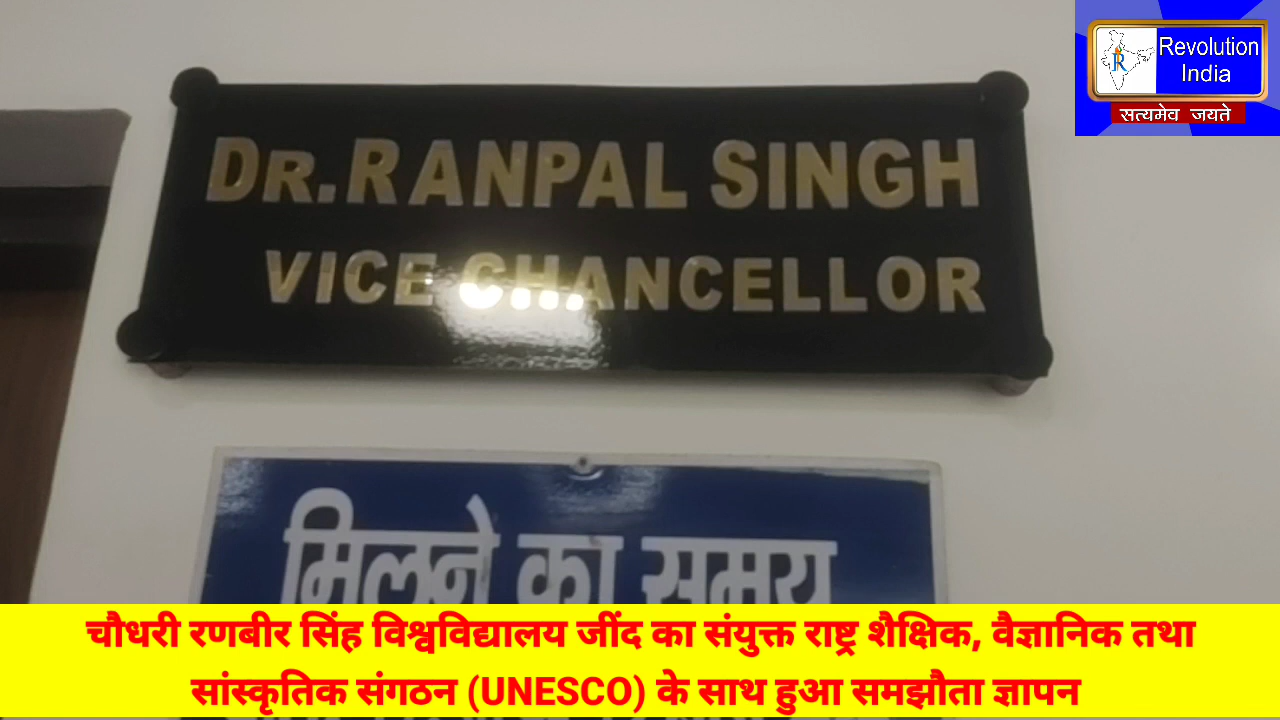 Revolution
India
सत्यमेव जयते
DR. RANPAL SINGH
VICE CHANCELLOR
मिलने का समय
चौधरी रणबीर सिंह विश्वविद्यालय जींद का संयुक्त राष्ट्र शैक्षिक, वैज्ञानिक तथा
सांस्कृतिक संगठन (UNESCO) के साथ हुआ समझौता ज्ञापन